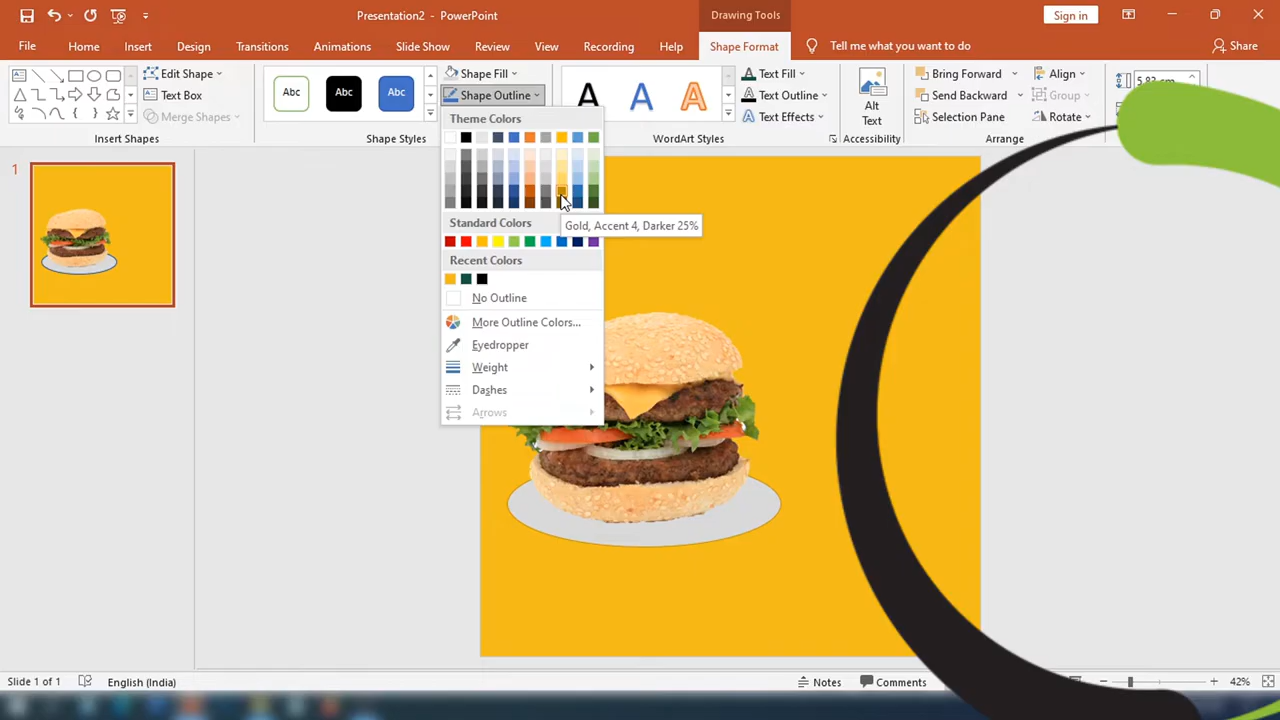 Presentation2 - PowerPoint
Drawing Tools
Sign in
File Home Insert Design Transitions Animations Slide Show Review View Recording Help Shape Format Tell me what you want to do Share
Edit Shape
Text Box
Merge Shapes
Insert Shapes
Abc Abc Abc
Shape Fill
Shape Outline
Shape Styles
A A A
Text Fill
Text Outline
Text Effects
WordArt Styles
Alt
Text
Accessibility
Bring Forward
Send Backward
Selection Pane
Align
Group
Rotate
Arrange
5.83 cm
Theme Colors
Gold, Accent 4, Darker 25%
Standard Colors
Recent Colors
No Outline
More Outline Colors...
Eyedropper
Weight
Dashes
Arrows
1
Slide 1 of 1
English (India)
Notes
Comments
42%